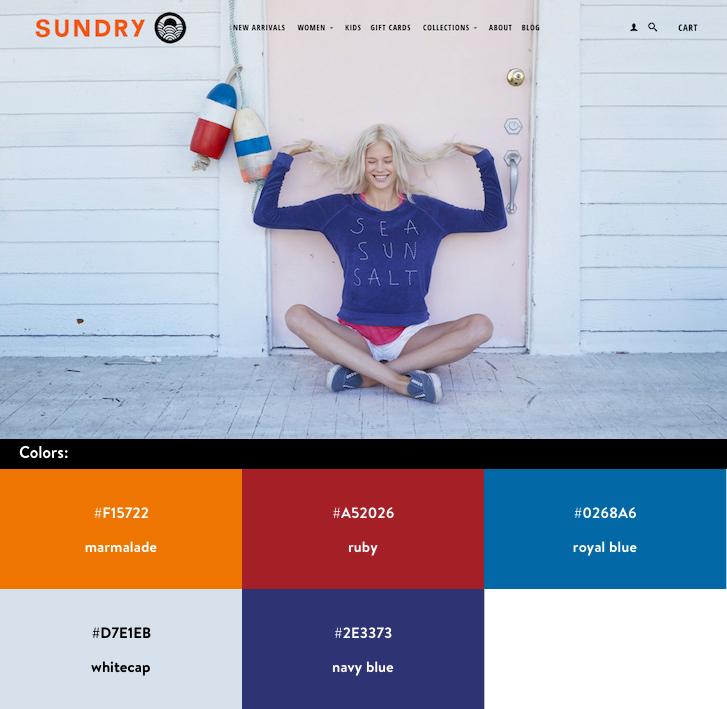 SUNDRY
NEW ARRIVALS WOMEN KIDS GIFT CARDS COLLECTIONS ABOUT BLOG
CART
SEA
SUN
SALT
Colors:
#F15722
marmalade
#A52026
ruby
#0268A6
royal blue
#D7E1EB
whitecap
#2E3373
navy blue